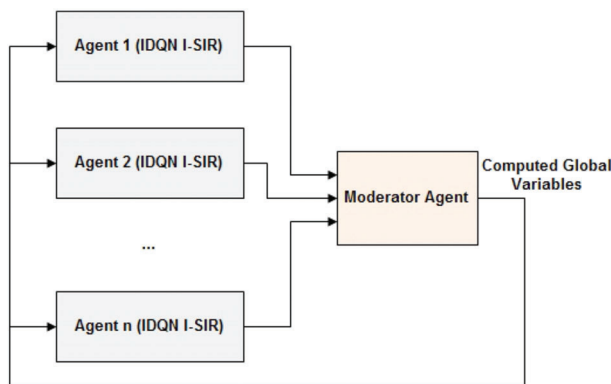 Agent 1 (IDQN I-SIR)
Agent 2 (IDQN I-SIR)
...
Agent n (IDQN I-SIR)
Moderator Agent
Computed Global
Variables